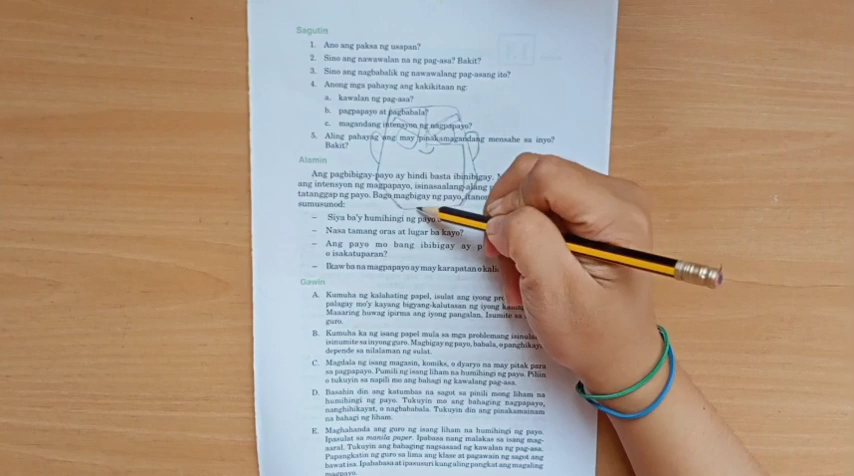 Sagutin
1. Ano ang paksa ng usapan?
2. Sino ang nawawalan na ng pag-asa? Bakit?
3. Sino ang nagbabalik ng nawawalang pag-asang ito?
4. Anong mga pahayag ang kakikitaan ng:
a. kawalan ng pag-asa?
b. pagpapayo at pagbabala?
c. magandang intensyon ng nagpapayo?
5. Aling pahayag ang may pinakamagandang mensahe sa inyo?
Bakit?
Alamin
Ang pagbibigay-payo ay hindi basta ibinibigay.
ang intensyon ng magpapayo, isinasaalang-alang
tatanggap ng payo. Bago magbigay ng payo,
sumusunod:
– Siya ba'y humihingi ng payo
– Nasa tamang oras at lugar ba kayo?
– Ang payo mo bang ibibigay ay
o isakatuparan?
– Ikaw ba na magpapayo ay may karapatan o
Gawin
A. Kumuha ng kalahating papel, isulat ang iyong
palagay mo'y kayang bigyang-kalutasan ng iyong
Maaaring huwag ipirma ang iyong pangalan. Isumite sa
guro.
B. Kumuha ka ng isang papel mula sa mga problemang
isinumite sa inyong guro. Magbigay ng payo, babala, o
depende sa nilalaman ng sulat.
C. Magdala ng isang magasin, komiks, o dyaryo na may pitak para
sa pagpapayo. Pumili ng isang liham na humihingi ng payo. Piliin
o tukuyin sa napili mo ang bahagi ng kawalang pag-asa.
D. Basahin din ang katumbas na sagot sa pinili mong liham na
humihingi ng payo. Tukuyin mo ang bahaging nagpapayo,
nanghihikayat, o nagbababala. Tukuyin din ang pinakamainam
na bahagi ng liham.
E. Maghahanda ang guro ng isang liham na humihingi ng payo.
Ipasulat sa manila paper. Ipabasa nang malakas sa isang mag-
aaral. Tukuyin ang bahaging nagsasaad ng kawalan ng pag-asa.
Papangkatin ng guro sa lima ang klase at pagawain ng sagot ang
bawat isa. Ipababasa at ipasusuri kung aling pangkat ang magaling
magpayo.